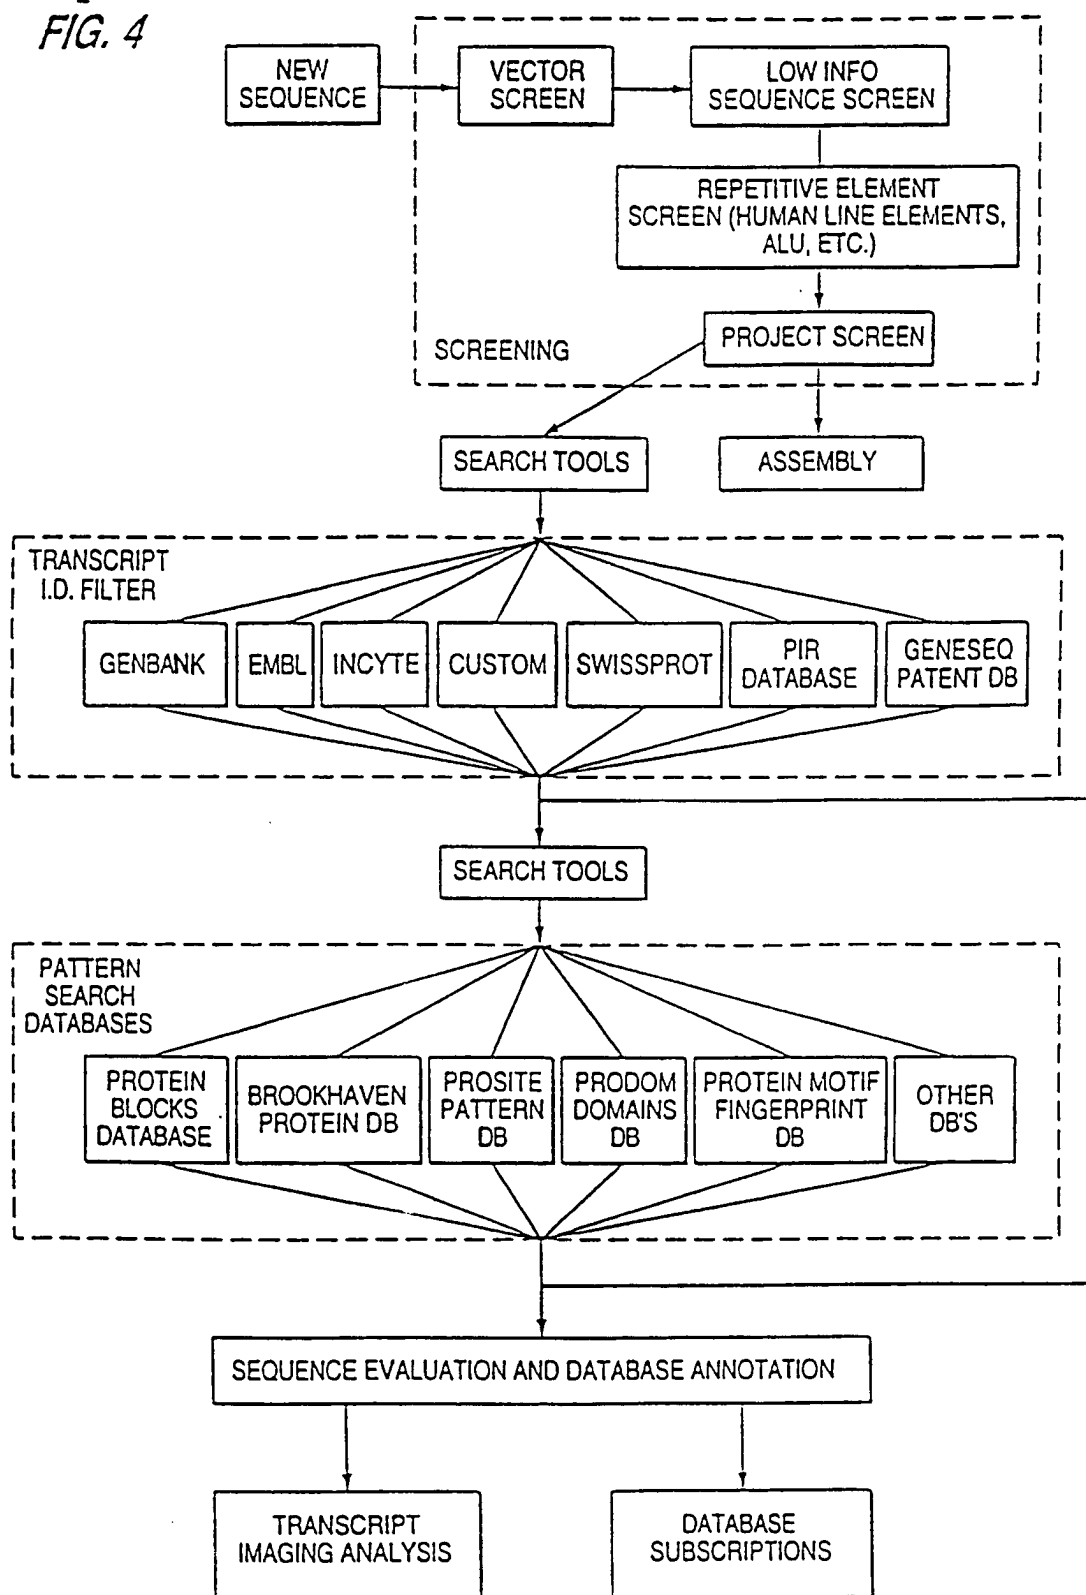 FIG. 4
NEW
SEQUENCE
VECTOR
SCREEN
LOW INFO
SEQUENCE SCREEN
REPETITIVE ELEMENT
SCREEN (HUMAN LINE ELEMENTS,
ALU, ETC.)
PROJECT SCREEN
SCREENING
SEARCH TOOLS
ASSEMBLY
TRANSCRIPT
I.D. FILTER
GENBANK
EMBL
INCYTE
CUSTOM
SWISSPROT
PIR
DATABASE
GENESEQ
PATENT DB
SEARCH TOOLS
PATTERN
SEARCH
DATABASES
PROTEIN
BLOCKS
DATABASE
BROOKHAVEN
PROTEIN DB
PROSITE
PATTERN
DB
PRODOM
DOMAINS
DB
PROTEIN MOTIF
FINGERPRINT
DB
OTHER
DB'S
SEQUENCE EVALUATION AND DATABASE ANNOTATION
TRANSCRIPT
IMAGING ANALYSIS
DATABASE
SUBSCRIPTIONS